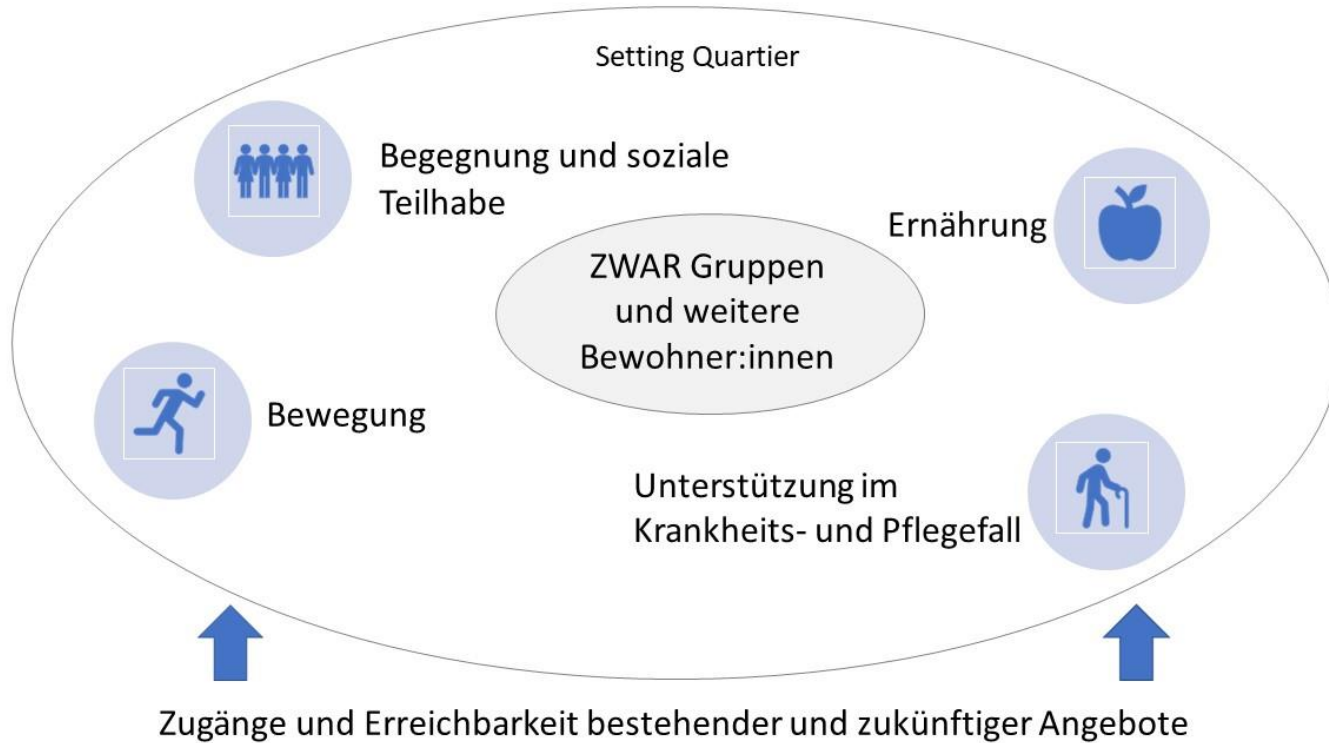 Setting Quartier
Begegnung und soziale
Teilhabe
Ernährung
ZWAR Gruppen
und weitere
Bewohner:innen
Bewegung
Unterstützung im
Krankheits- und Pflegefall
Zugänge und Erreichbarkeit bestehender und zukünftiger Angebote